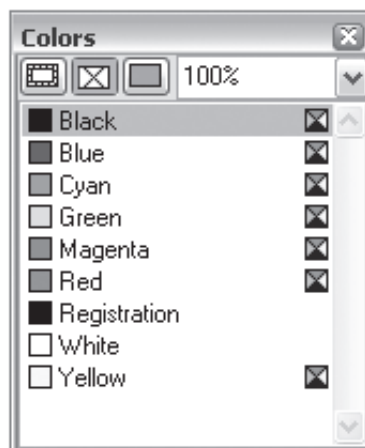 Colors
100%
Black
Blue
Cyan
Green
Magenta
Red
Registration
White
Yellow